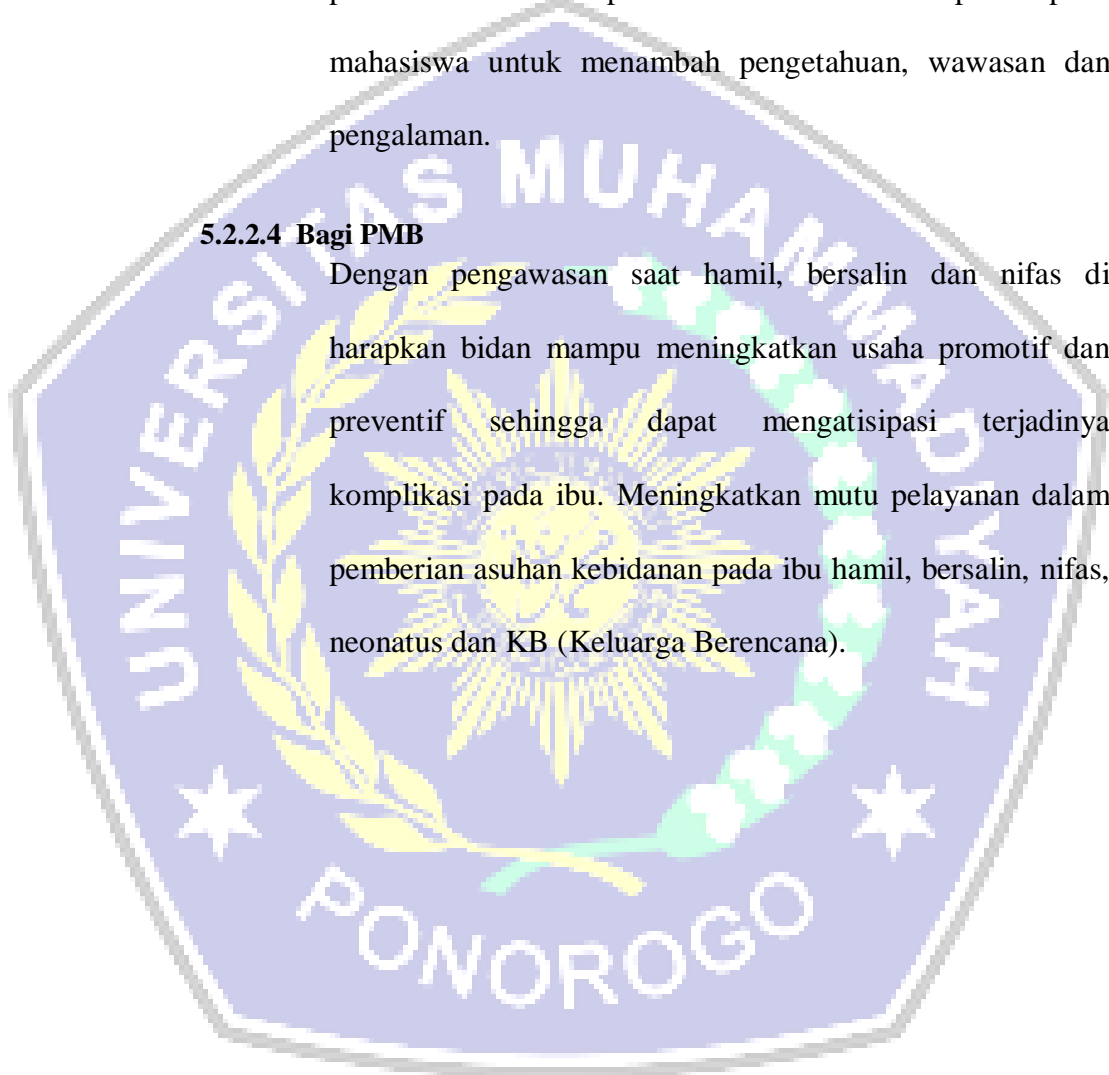 mahasiswa untuk menambah pengetahuan, wawasan dan
pengalaman.
UNIVERSITAS MUHAMMADIYAH
5.2.2.4 Bagi PMB
Dengan pengawasan saat hamil, bersalin dan nifas di
harapkan bidan mampu meningkatkan usaha promotif dan
preventif sehingga dapat mengatisipasi terjadinya
komplikasi pada ibu. Meningkatkan mutu pelayanan dalam
pemberian asuhan kebidanan pada ibu hamil, bersalin, nifas,
neonatus dan KB (Keluarga Berencana).
PONOROGO